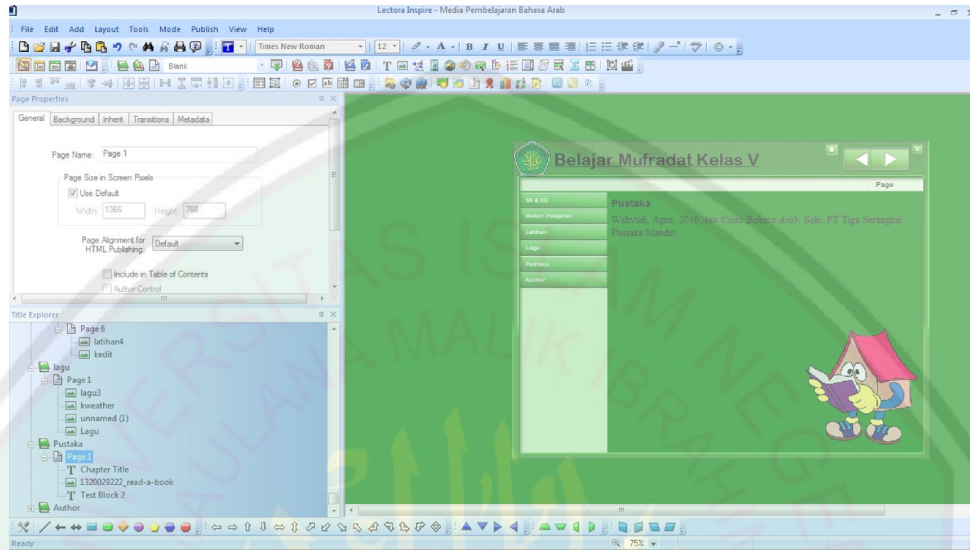 Lectora Inspire - Media Pembelajaran Bahasa Arab
File Edit Add Layout Tools Mode Publish View Help
Times New Roman 12 A B I U
Blank
Page Properties
General Background Inherit Transitions Metadata
Page Name: Page 1
Page Size in Screen Pixels
Use Default
Width: 1366 Height: 768
Page Alignment for HTML Publishing: Default
Include in Table of Contents
Author Control
Title Explorer
Page 6
latihan4
kedit
lagu
Page 1
lagu3
kweather
unnamed (1)
Lagu
Pustaka
Page 1
Chapter Title
1320029222_read-a-book
Text Block 2
Author
Belajar Mufradat Kelas V
Page
SK & KD
Materi Pelajaran
Latihan
Lagu
Pustaka
Author
Pustaka
Wahyudi, Agus. 2010 Aku Cinta Bahasa Arab. Solo: PT Tiga Serangkai
Pustaka Mandiri.
Ready
75%